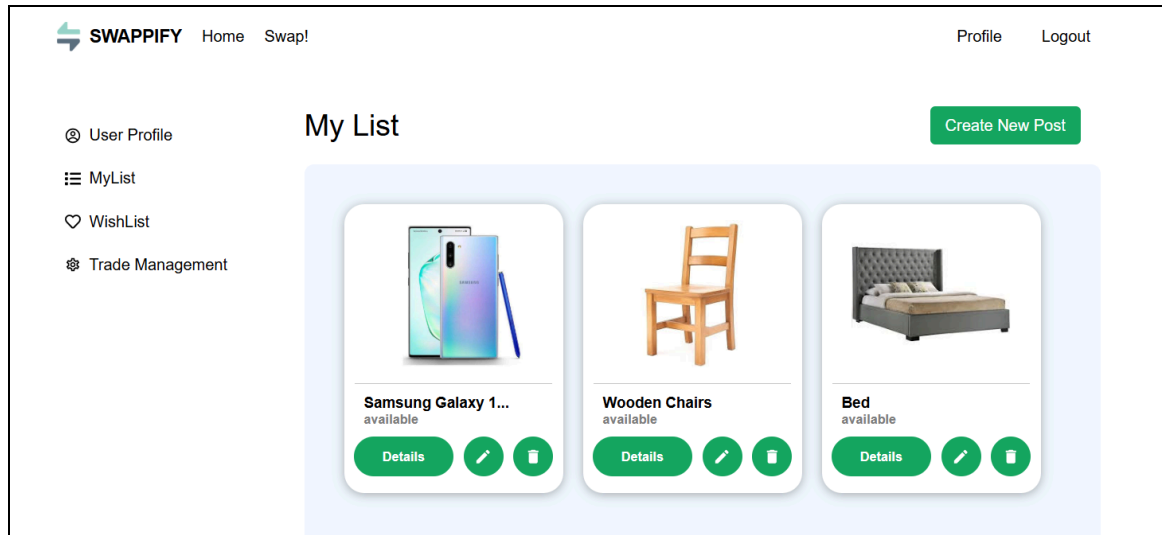 SWAPPIFY Home Swap! Profile Logout
User Profile
MyList
WishList
Trade Management
My List
Create New Post
SAMSUNG
Samsung Galaxy 1...
available
Details
Wooden Chairs
available
Details
Bed
available
Details